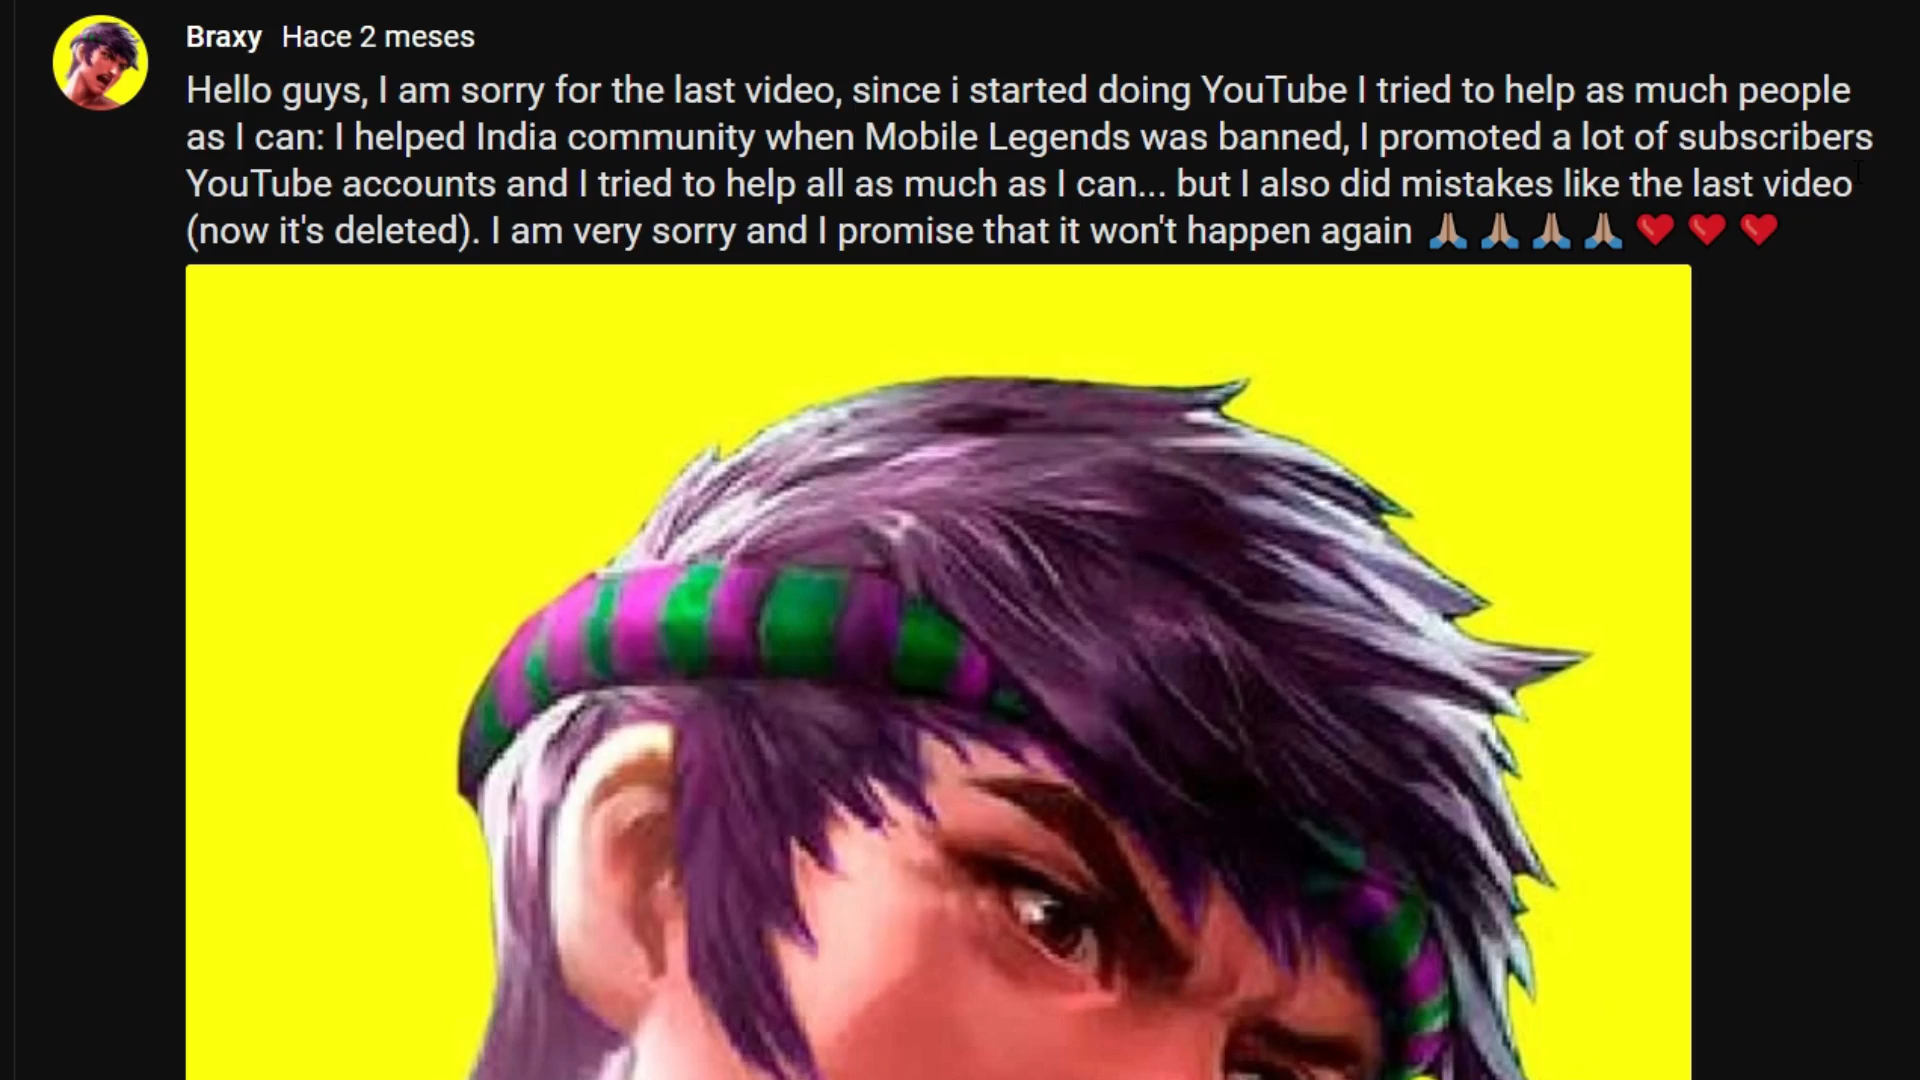 Braxy Hace 2 meses
Hello guys, I am sorry for the last video, since i started doing YouTube I tried to help as much people
as I can: I helped India community when Mobile Legends was banned, I promoted a lot of subscribers
YouTube accounts and I tried to help all as much as I can... but I also did mistakes like the last video
(now it's deleted). I am very sorry and I promise that it won't happen again 🙏🏽🙏🏽🙏🏽🙏🏽❤️❤️❤️